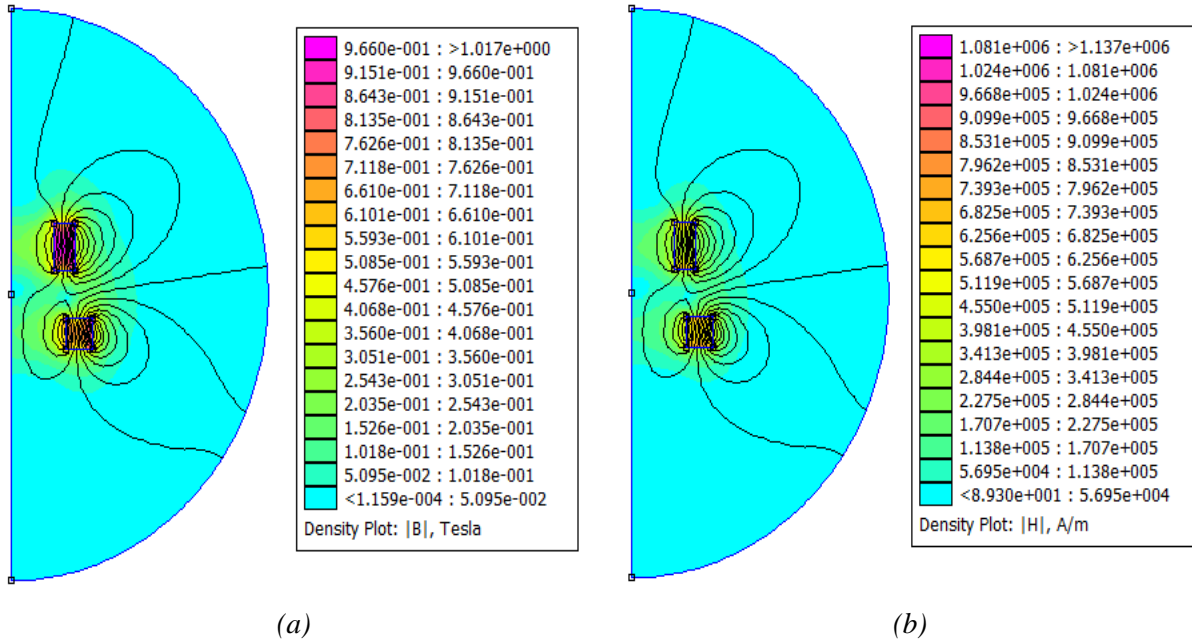 9.660e-001 : >1.017e+000
9.151e-001 : 9.660e-001
8.643e-001 : 9.151e-001
8.135e-001 : 8.643e-001
7.626e-001 : 8.135e-001
7.118e-001 : 7.626e-001
6.610e-001 : 7.118e-001
6.101e-001 : 6.610e-001
5.593e-001 : 6.101e-001
5.085e-001 : 5.593e-001
4.576e-001 : 5.085e-001
4.068e-001 : 4.576e-001
3.560e-001 : 4.068e-001
3.051e-001 : 3.560e-001
2.543e-001 : 3.051e-001
2.035e-001 : 2.543e-001
1.526e-001 : 2.035e-001
1.018e-001 : 1.526e-001
5.095e-002 : 1.018e-001
<1.159e-004 : 5.095e-002
Density Plot: |B|, Tesla
(a)
1.081e+006 : >1.137e+006
1.024e+006 : 1.081e+006
9.668e+005 : 1.024e+006
9.099e+005 : 9.668e+005
8.531e+005 : 9.099e+005
7.962e+005 : 8.531e+005
7.393e+005 : 7.962e+005
6.825e+005 : 7.393e+005
6.256e+005 : 6.825e+005
5.687e+005 : 6.256e+005
5.119e+005 : 5.687e+005
4.550e+005 : 5.119e+005
3.981e+005 : 4.550e+005
3.413e+005 : 3.981e+005
2.844e+005 : 3.413e+005
2.275e+005 : 2.844e+005
1.707e+005 : 2.275e+005
1.138e+005 : 1.707e+005
5.695e+004 : 1.138e+005
<8.930e+001 : 5.695e+004
Density Plot: |H|, A/m
(b)